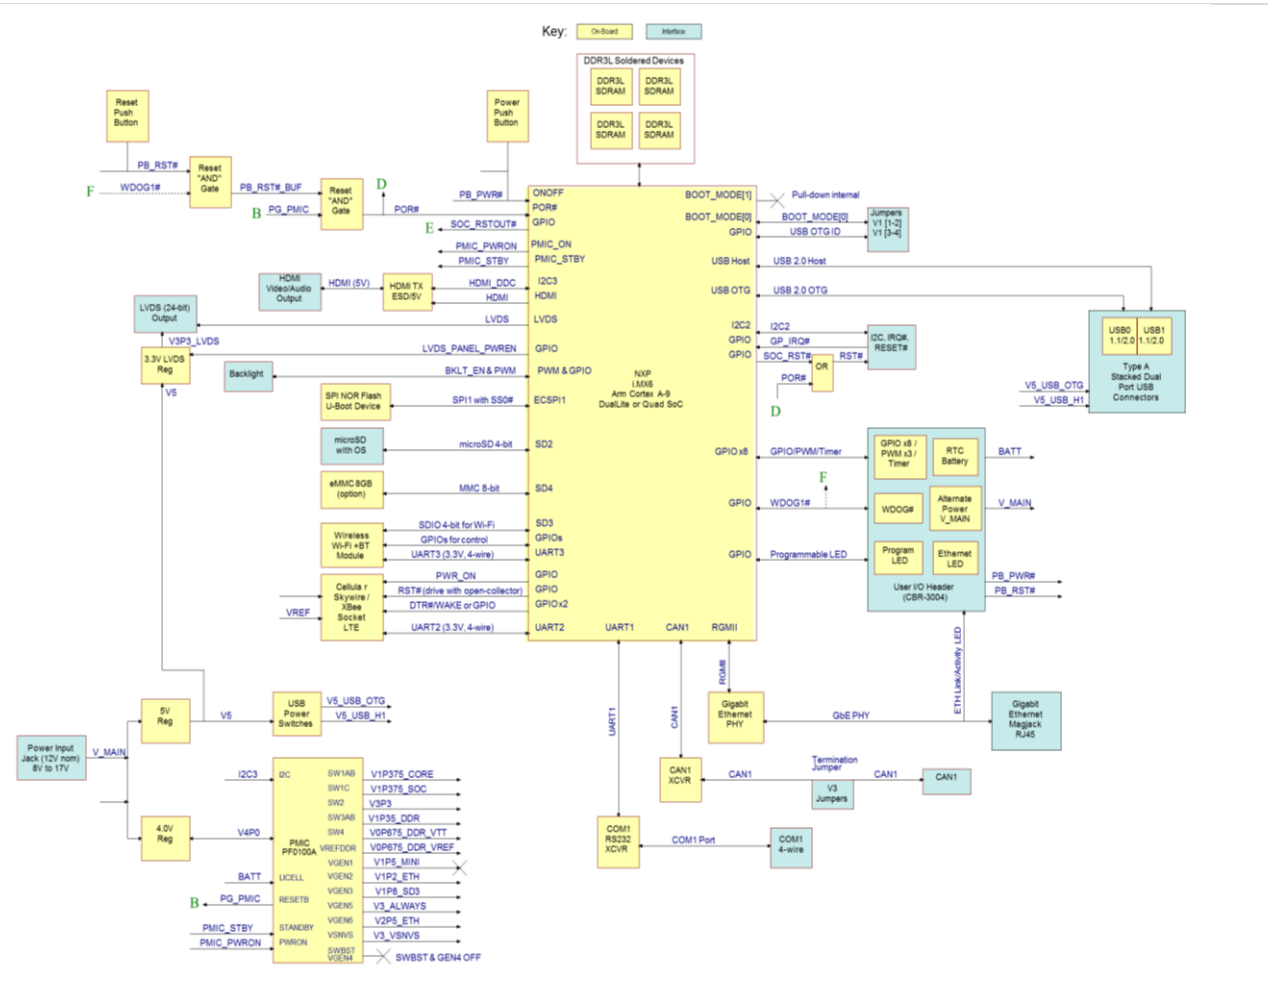 Key:
On-Board
Interface
DDR3L Soldered Devices
DDR3L
SDRAM
DDR3L
SDRAM
DDR3L
SDRAM
DDR3L
SDRAM
Reset
Push
Button
Power
Push
Button
PB_RST#
F
WDOG1#
Reset
"AND"
Gate
PB_RST#_BUF
B
PG_PMIC
Reset
"AND"
Gate
D
POR#
PB_PWR#
E
SOC_RSTOUT#
PMIC_PWRON
PMIC_STBY
HDMI
Video/Audio
Output
HDMI (5V)
HDMI TX
ESD/5V
HDMI_DDC
HDMI
LVDS (24-bit)
Output
LVDS
V3P3_LVDS
3.3V LVDS
Reg
LVDS_PANEL_PWREN
V5
Backlight
BKLT_EN & PWM
SPI NOR Flash
U-Boot Device
SPI1 with SS0#
microSD
with OS
microSD 4-bit
eMMC 8GB
(option)
MMC 8-bit
Wireless
Wi-Fi +BT
Module
SDIO 4-bit for Wi-Fi
GPIOs for control
UART3 (3.3V, 4-wire)
Cellula r
Skywire /
XBee
Socket
LTE
VREF
PWR_ON
RST# (drive with open-collector)
DTR#/WAKE or GPIO
UART2 (3.3V, 4-wire)
ONOFF
POR#
GPIO
PMIC_ON
PMIC_STBY
I2C3
HDMI
LVDS
GPIO
PWM & GPIO
ECSPI1
SD2
SD4
SD3
GPIOs
UART3
GPIO
GPIO
GPIOx2
UART2
NXP
i.MX6
Arm Cortex A-9
DualLite or Quad SoC
BOOT_MODE[1]
BOOT_MODE[0]
GPIO
USB Host
USB OTG
I2C2
GPIO
GPIO
GPIO x8
GPIO
GPIO
UART1
CAN1
RGMII
Pull-down internal
BOOT_MODE[0]
USB OTG ID
Jumpers
V1 [1-2]
V1 [3-4]
USB 2.0 Host
USB 2.0 OTG
I2C2
GP_IRQ#
SOC_RST#
POR#
D
OR
RST#
I2C, IRQ#,
RESET#
USB0
1.1/2.0
USB1
1.1/2.0
Type A
Stacked Dual
Port USB
Connectors
V5_USB_OTG
V5_USB_H1
GPIO/PWM/Timer
F
WDOG1#
Programmable LED
GPIO x8 /
PWM x3 /
Timer
RTC
Battery
WDOG#
Alternate
Power
V_MAIN
Program
LED
Ethernet
LED
User I/O Header
(CBR-3004)
BATT
V_MAIN
PB_PWR#
PB_RST#
ETH Link/Activity LED
UART1
CAN1
RGMII
Gigabit
Ethernet
PHY
GbE PHY
Gigabit
Ethernet
Magjack
RJ45
CAN1
XCVR
CAN1
Termination
Jumper
V3
Jumpers
CAN1
CAN1
COM1
RS232
XCVR
COM1 Port
COM1
4-wire
Power Input
Jack (12V nom)
8V to 17V
V_MAIN
5V
Reg
V5
USB
Power
Switches
V5_USB_OTG
V5_USB_H1
4.0V
Reg
V4P0
I2C3
BATT
B
PG_PMIC
PMIC_STBY
PMIC_PWRON
I2C
LICELL
RESETB
STANDBY
PWRON
PMIC
PF0100A
SW1AB
SW1C
SW2
SW3AB
SW4
VREFDDR
VGEN1
VGEN2
VGEN3
VGEN5
VGEN6
VSNVS
SWBST
VGEN4
V1P375_CORE
V1P375_SOC
V3P3
V1P35_DDR
V0P675_DDR_VTT
V0P675_DDR_VREF
V1P5_MINI
V1P2_ETH
V1P8_SD3
V3_ALWAYS
V2P5_ETH
V3_VSNVS
SWBST & GEN4 OFF